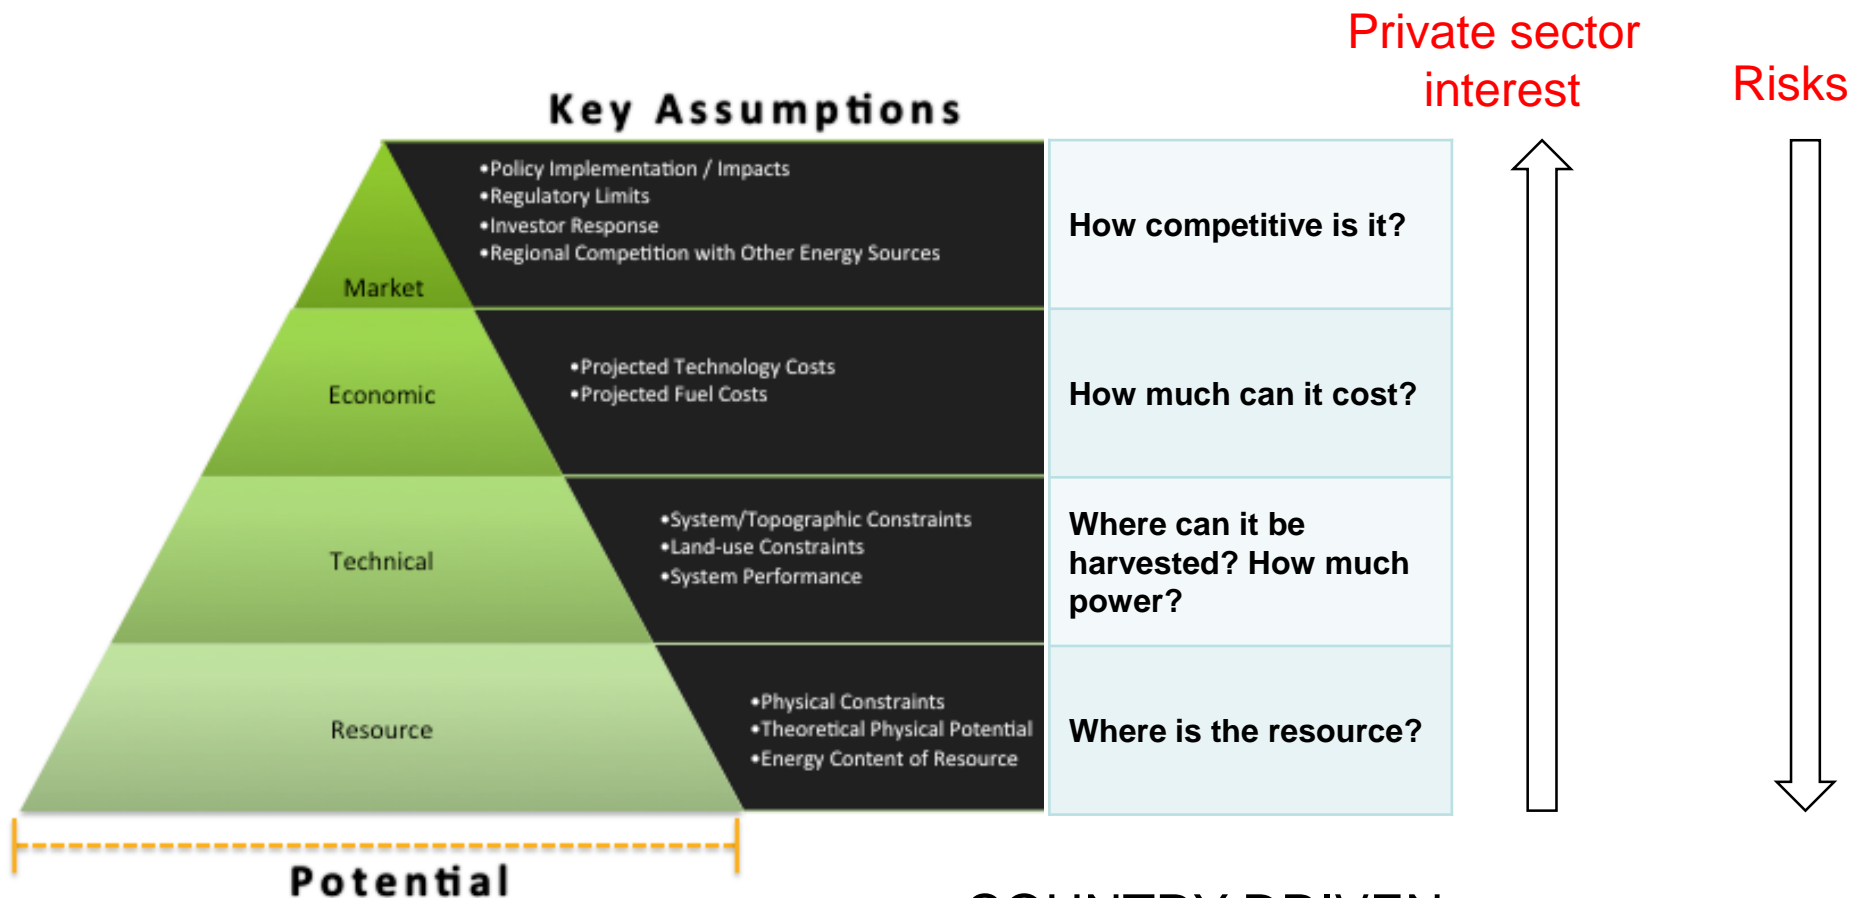 Private sector
interest
Risks
Key Assumptions
•Policy Implementation / Impacts
•Regulatory Limits
•Investor Response
•Regional Competition with Other Energy Sources
Market
How competitive is it?
•Projected Technology Costs
•Projected Fuel Costs
Economic
How much can it cost?
•System/Topographic Constraints
•Land-use Constraints
•System Performance
Technical
Where can it be
harvested? How much
power?
•Physical Constraints
•Theoretical Physical Potential
•Energy Content of Resource
Resource
Where is the resource?
Potential
COUNTRY DRIVEN